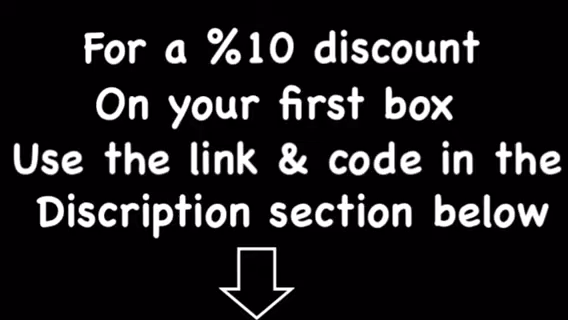 For a %10 discount
On your first box
Use the link & code in the
Discription section below